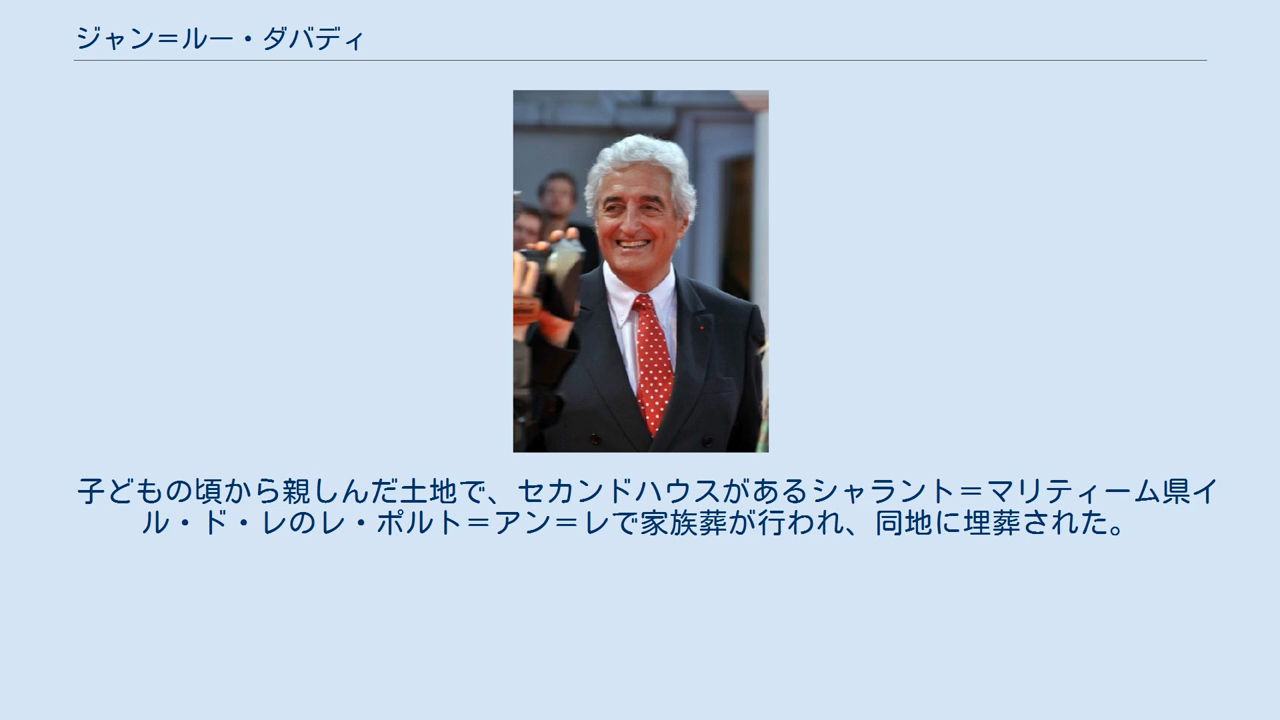 ジャン＝ルー・ダバディ
子どもの頃から親しんだ土地で、セカンドハウスがあるシャラント＝マリティーム県イ
ル・ド・レのレ・ポルト＝アン＝レで家族葬が行われ、同地に埋葬された。